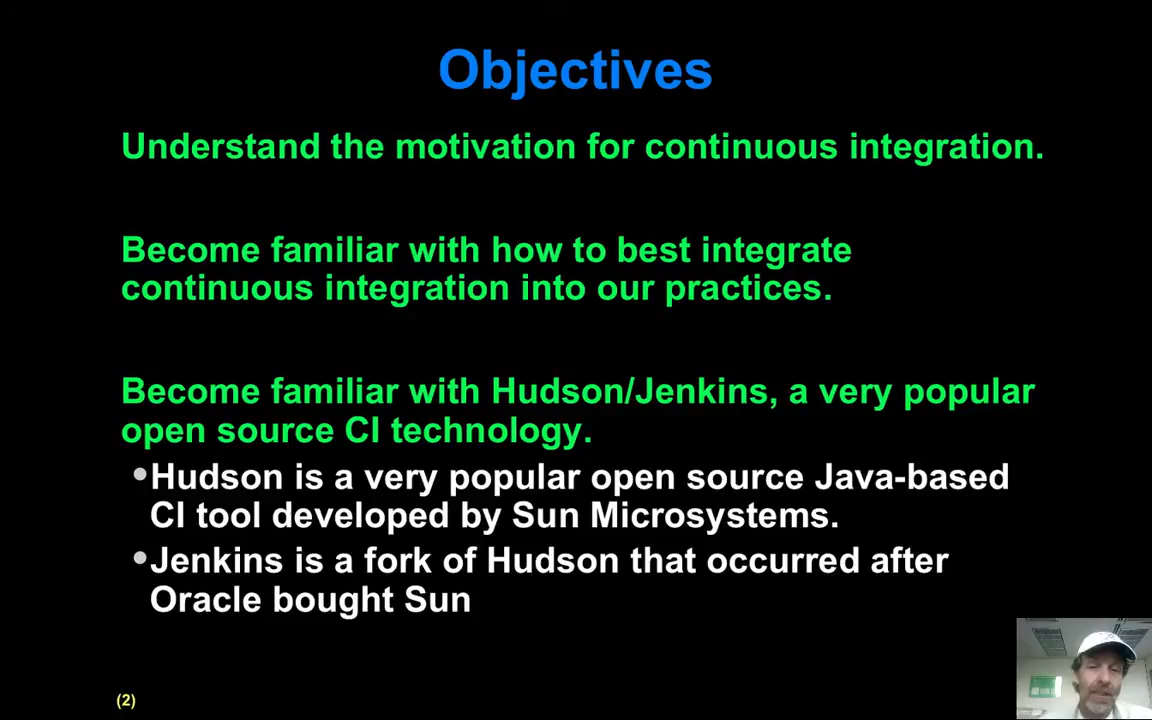 Objectives
Understand the motivation for continuous integration.
Become familiar with how to best integrate
continuous integration into our practices.
Become familiar with Hudson/Jenkins, a very popular
open source CI technology.
•Hudson is a very popular open source Java-based
CI tool developed by Sun Microsystems.
•Jenkins is a fork of Hudson that occurred after
Oracle bought Sun
(2)